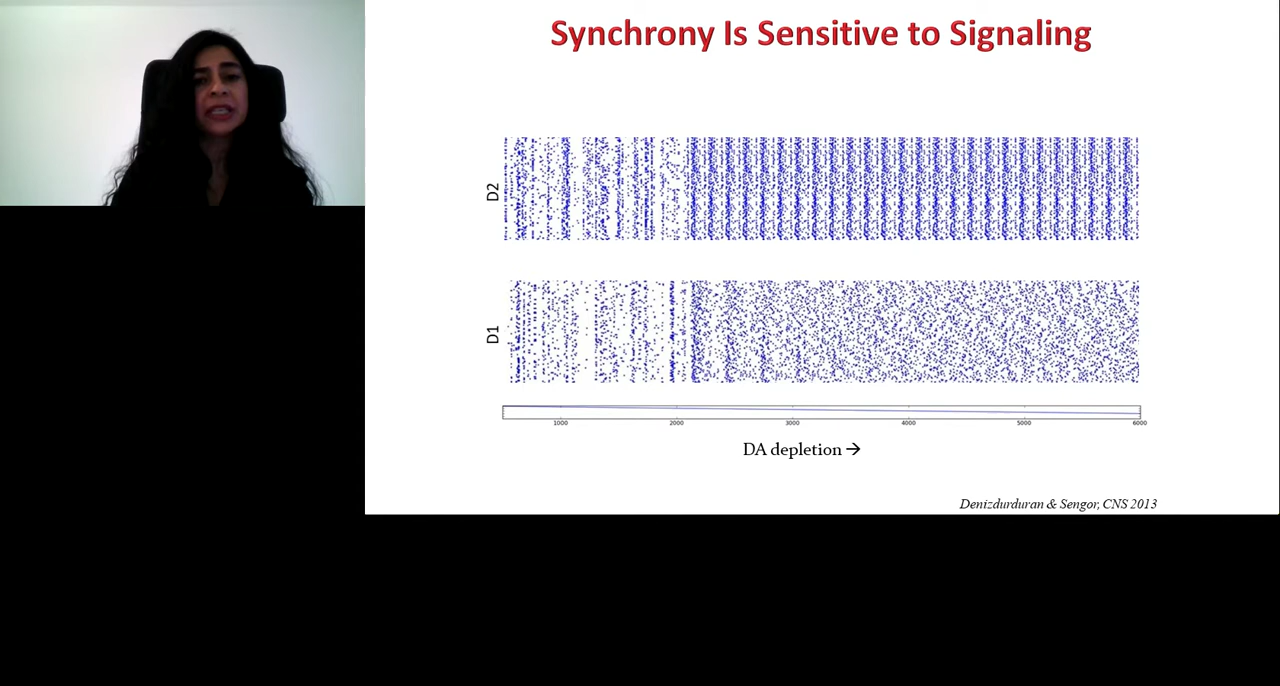 Synchrony Is Sensitive to Signaling
D2
D1
1000 2000 3000 4000 5000 6000
DA depletion →
Denizdurduran & Sengor, CNS 2013